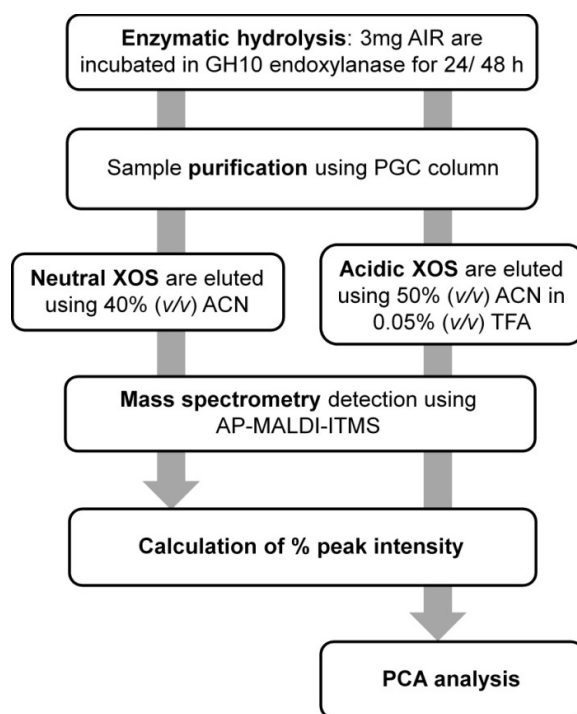 Enzymatic hydrolysis: 3mg AIR are
incubated in GH10 endoxylanase for 24/ 48 h
Sample purification using PGC column
Neutral XOS are eluted
using 40% (v/v) ACN
Acidic XOS are eluted
using 50% (v/v) ACN in
0.05% (v/v) TFA
Mass spectrometry detection using
AP-MALDI-ITMS
Calculation of % peak intensity
PCA analysis